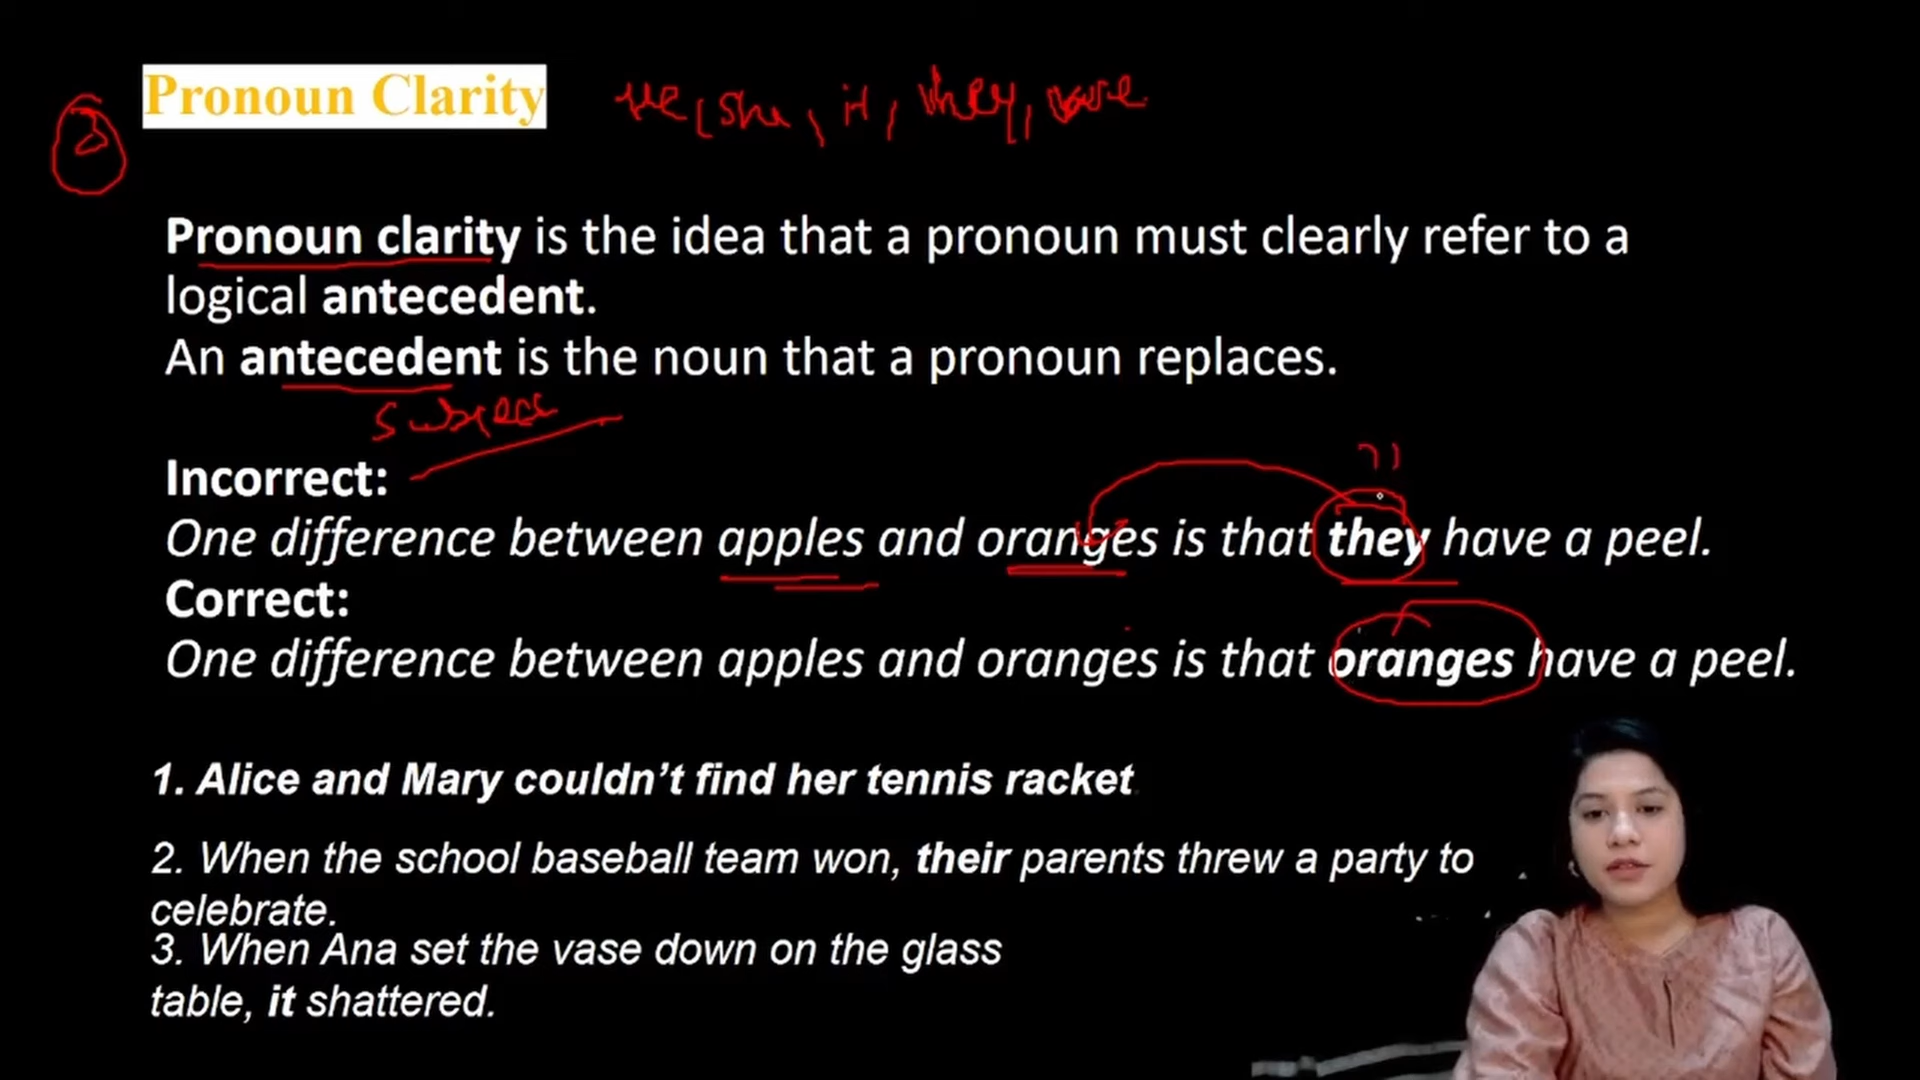 Pronoun Clarity
He, She, it, they,
Pronoun clarity is the idea that a pronoun must clearly refer to a
logical antecedent.
An antecedent is the noun that a pronoun replaces.
Incorrect:
One difference between apples and oranges is that they have a peel.
Correct:
One difference between apples and oranges is that oranges have a peel.
1. Alice and Mary couldn't find her tennis racket
2. When the school baseball team won, their parents threw a party to
celebrate.
3. When Ana set the vase down on the glass
table, it shattered.